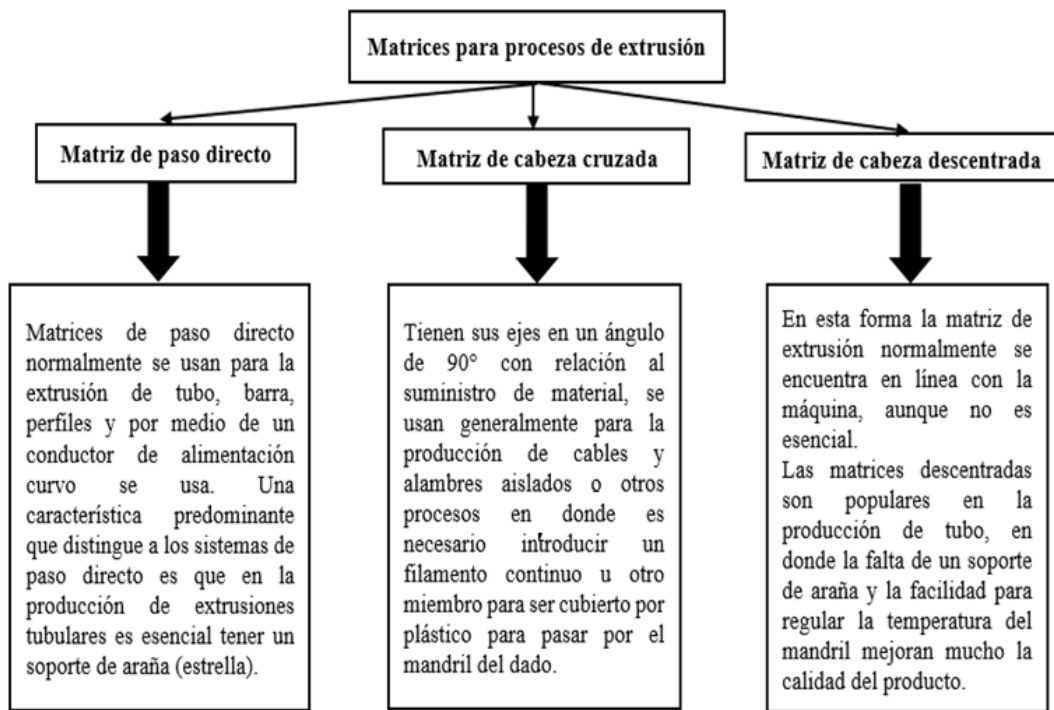 Matrices para procesos de extrusión
Matriz de paso directo
Matriz de cabeza cruzada
Matriz de cabeza descentrada
Matrices de paso directo
normalmente se usan para la
extrusión de tubo, barra,
perfiles y por medio de un
conductor de alimentación
curvo se usa. Una
característica predominante
que distingue a los sistemas de
paso directo es que en la
producción de extrusiones
tubulares es esencial tener un
soporte de araña (estrella).
Tienen sus ejes en un ángulo
de 90° con relación al
suministro de material, se
usan generalmente para la
producción de cables y
alambres aislados o otros
procesos en donde es
necesario introducir un
filamento continuo u otro
miembro para ser cubierto por
plástico para pasar por el
mandril del dado.
En esta forma la matriz de
extrusión normalmente se
encuentra en línea con la
máquina, aunque no es
esencial.
Las matrices descentradas
son populares en la
producción de tubo, en
donde la falta de un soporte
de araña y la facilidad para
regular la temperatura del
mandril mejoran mucho la
calidad del producto.